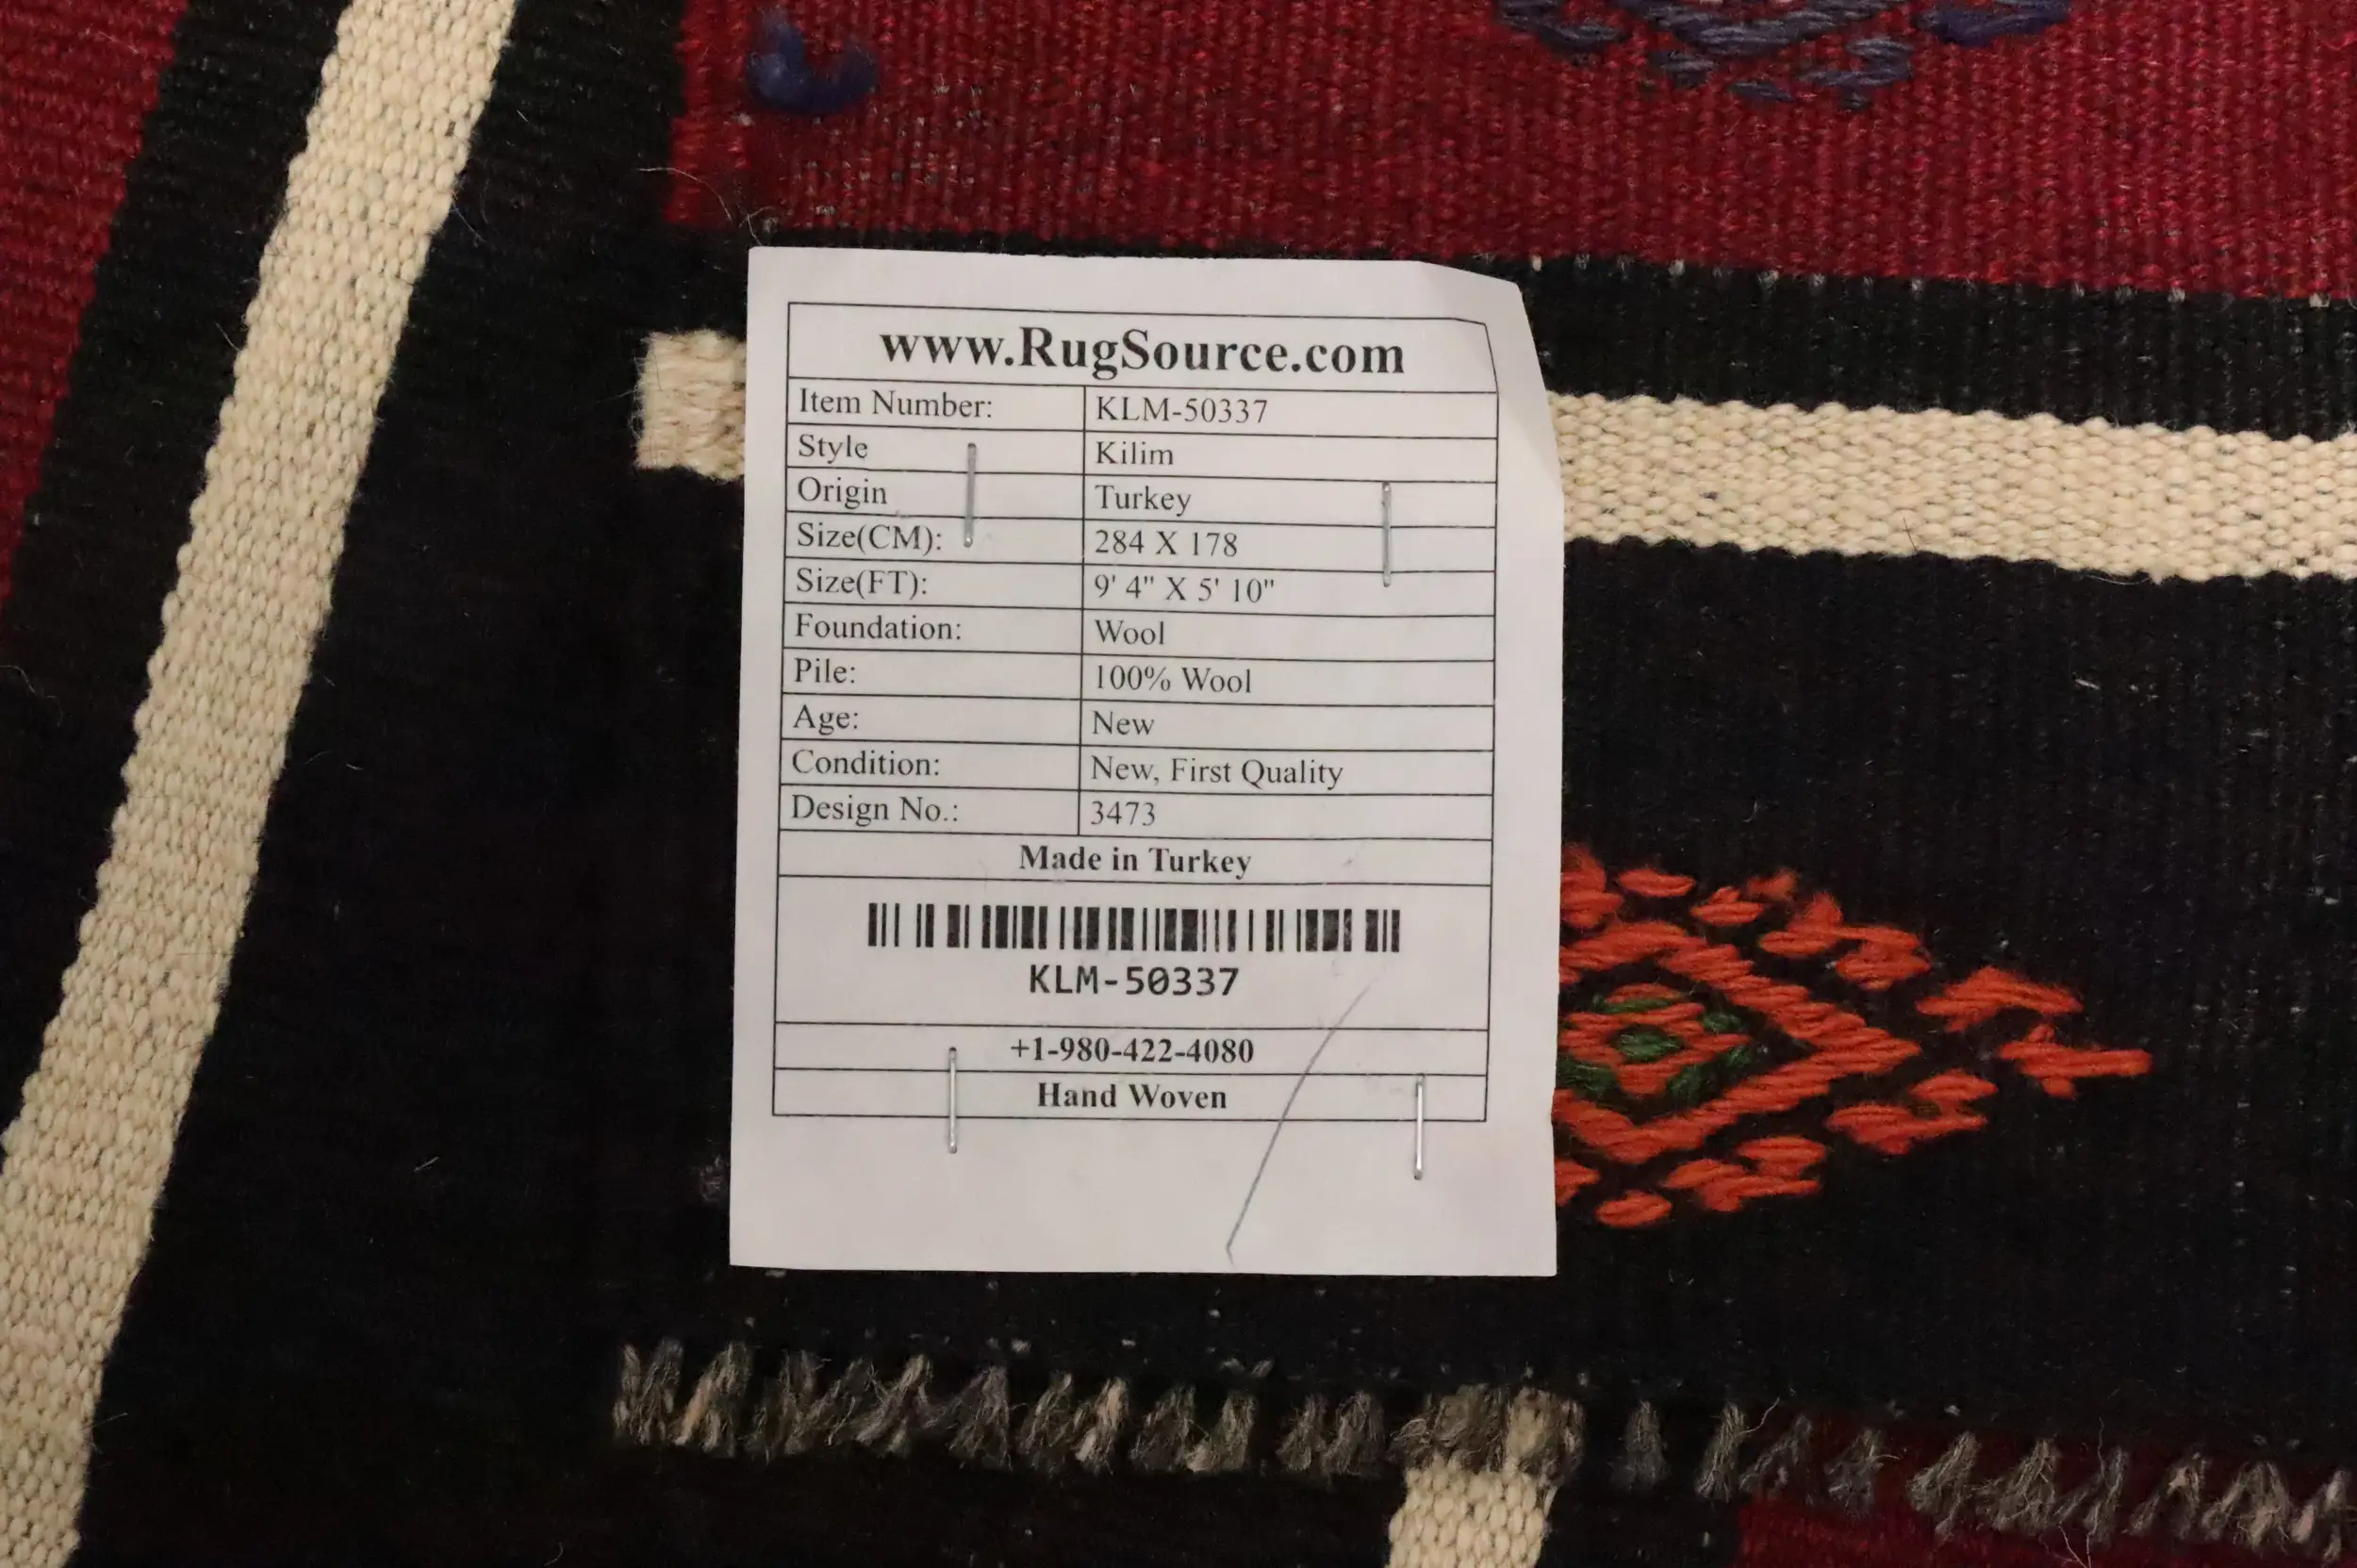 www.RugSource.com
Item Number: KLM-50337
Style Kilim
Origin Turkey
Size(CM): 284 X 178
Size(FT): 9' 4" X 5' 10"
Foundation: Wool
Pile: 100% Wool
Age: New
Condition: New, First Quality
Design No.: 3473
Made in Turkey
KLM-50337
+1-980-422-4080
Hand Woven